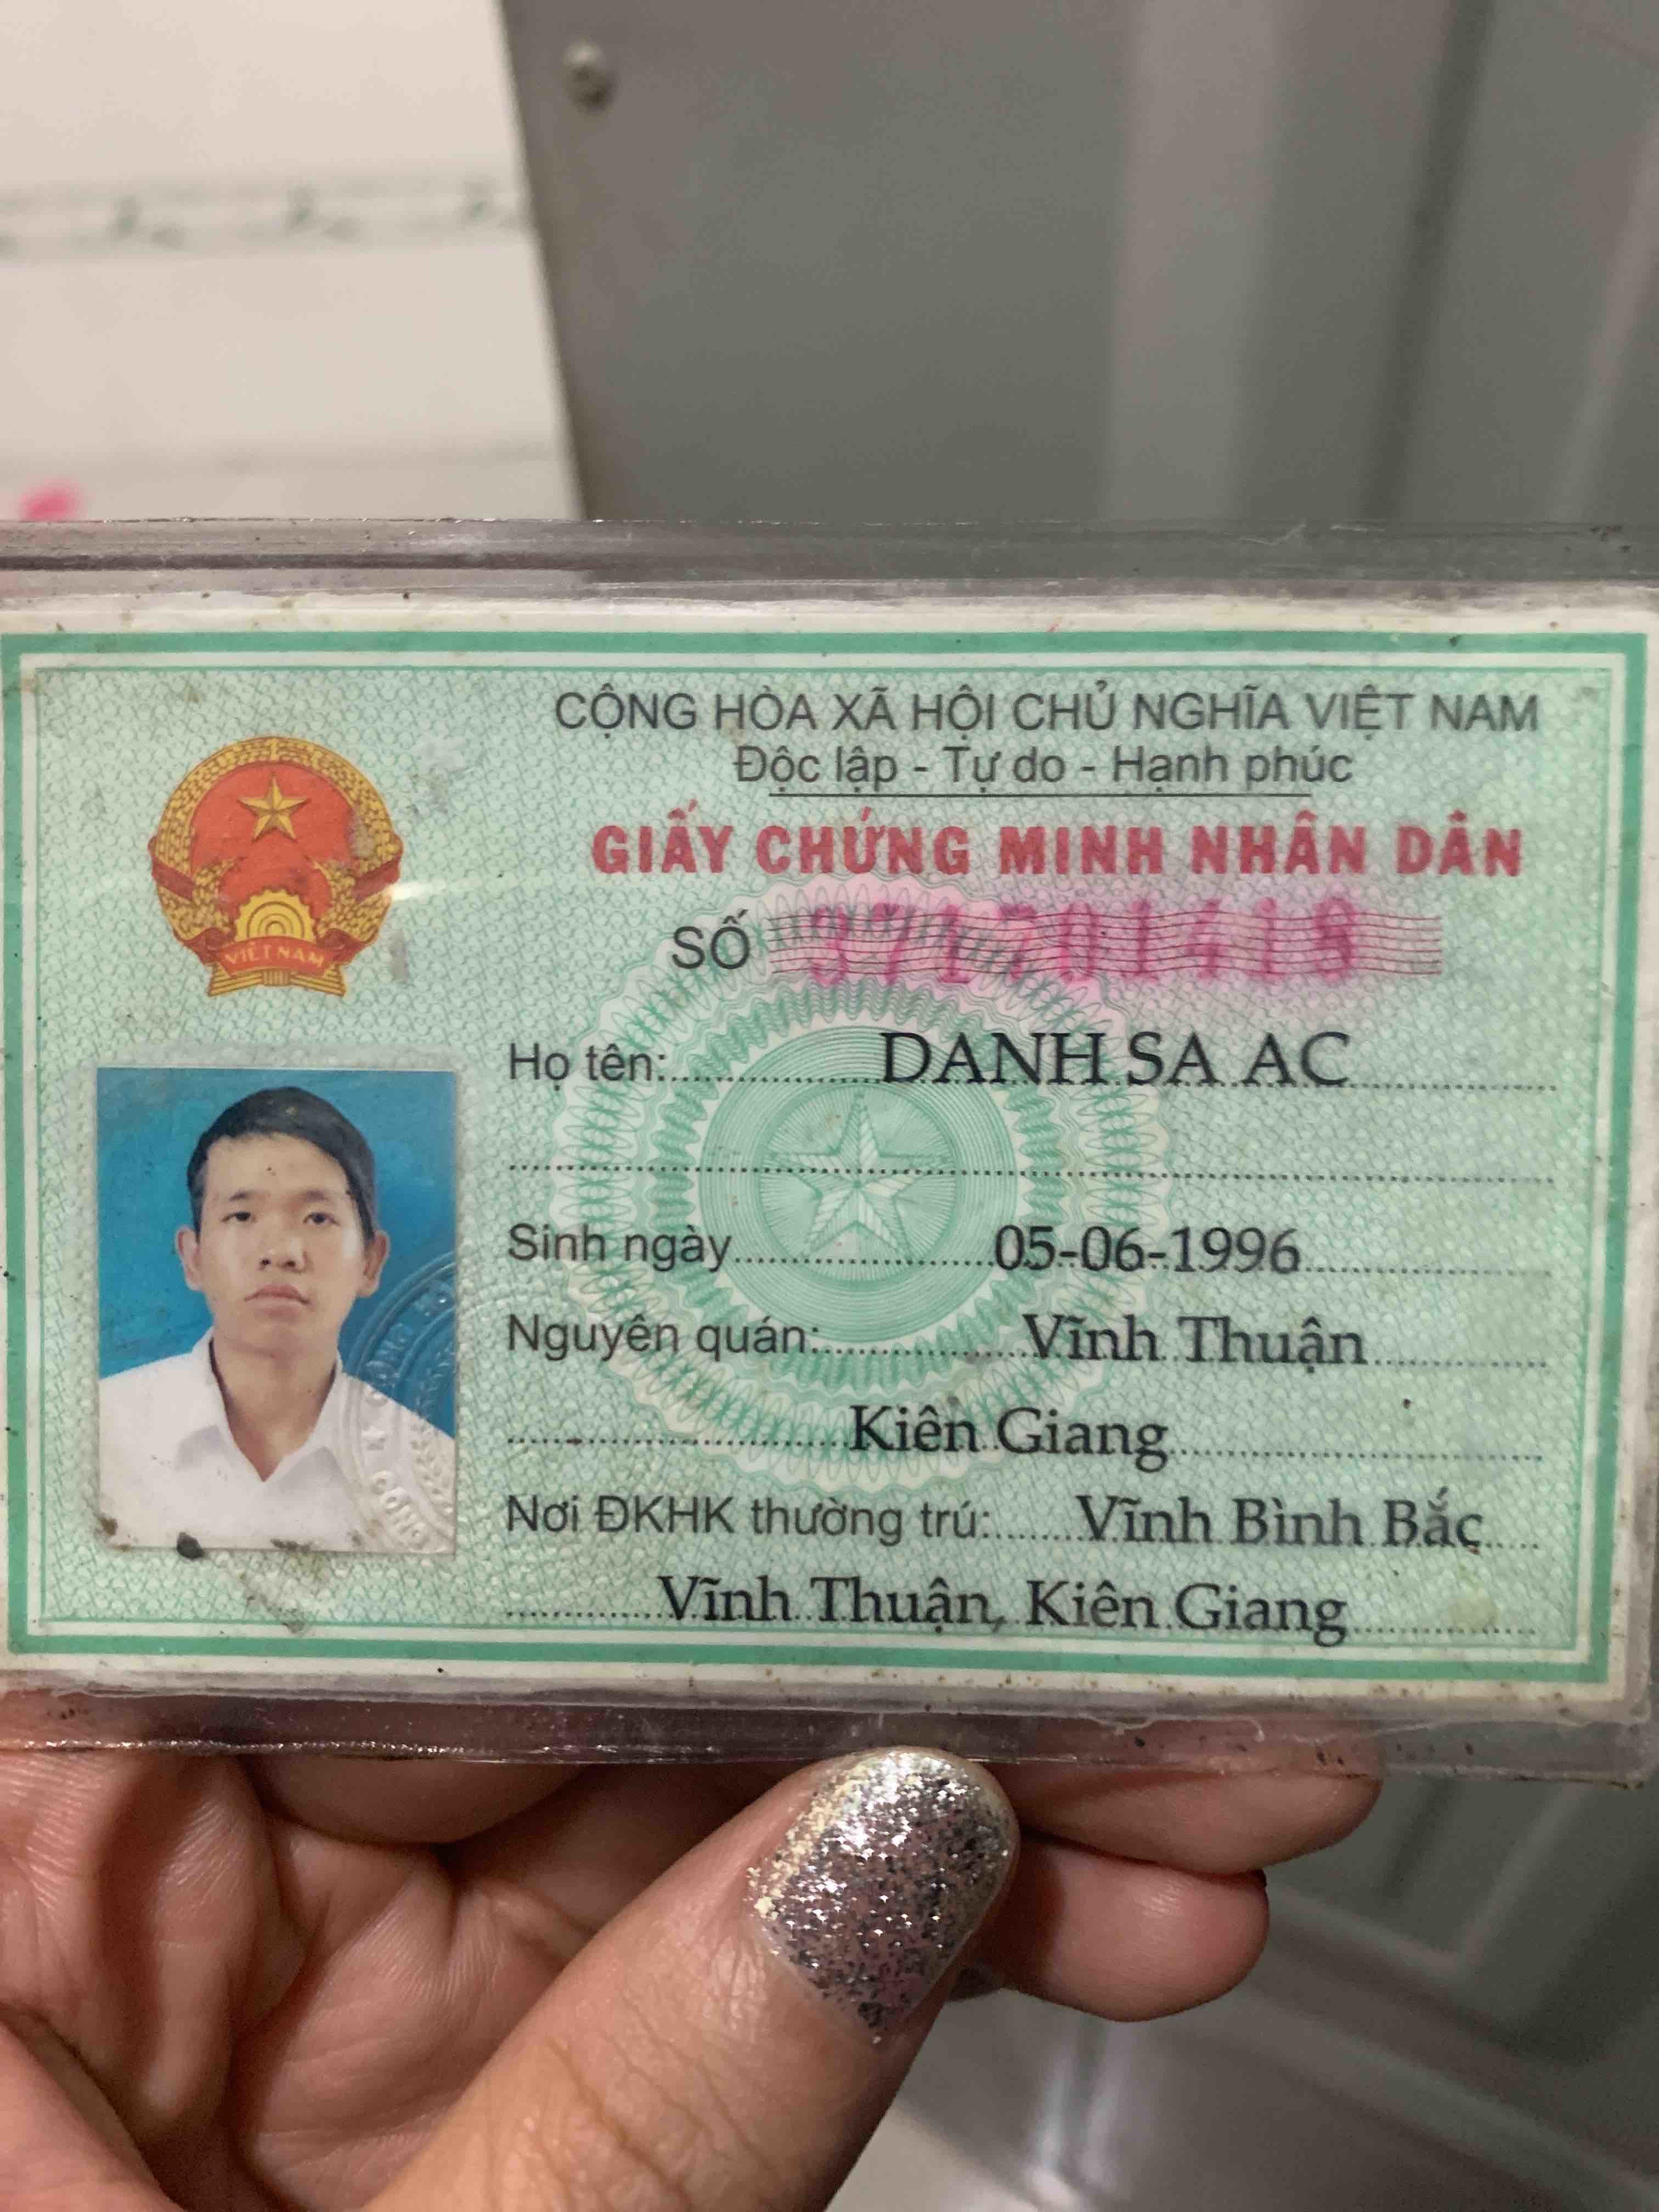 CỘNG HÒA XÃ HỘI CHỦ NGHĨA VIỆT NAM
Độc lập - Tự do - Hạnh phúc
GIẤY CHỨNG MINH NHÂN DÂN
SỐ
VIỆT NAM
Họ tên: DANH SA AC
Sinh ngày 05-06-1996
Nguyên quán: Vĩnh Thuận
Kiên Giang
Nơi ĐKHK thường trú: Vĩnh Bình Bắc
Vĩnh Thuận, Kiên Giang